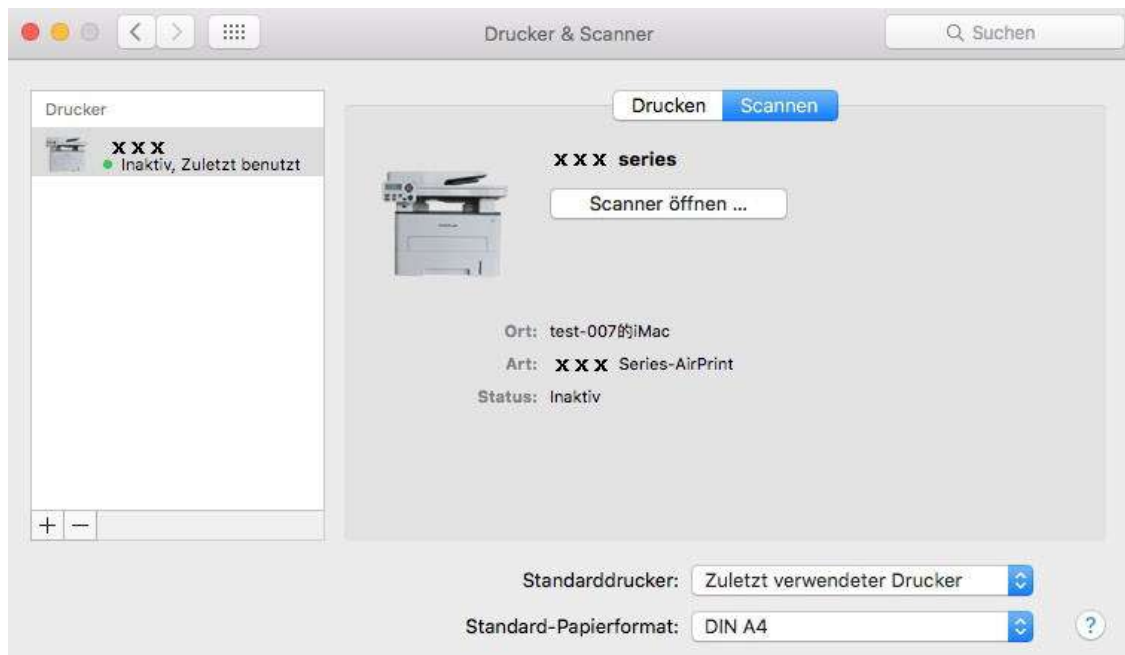 Drucker & Scanner
Suchen
Drucker
X X X
Inaktiv, Zuletzt benutzt
Drucken Scannen
X X X series
Scanner öffnen ...
Ort: test-007的iMac
Art: X X X Series-AirPrint
Status: Inaktiv
+ −
Standarddrucker: Zuletzt verwendeter Drucker
Standard-Papierformat: DIN A4 ?